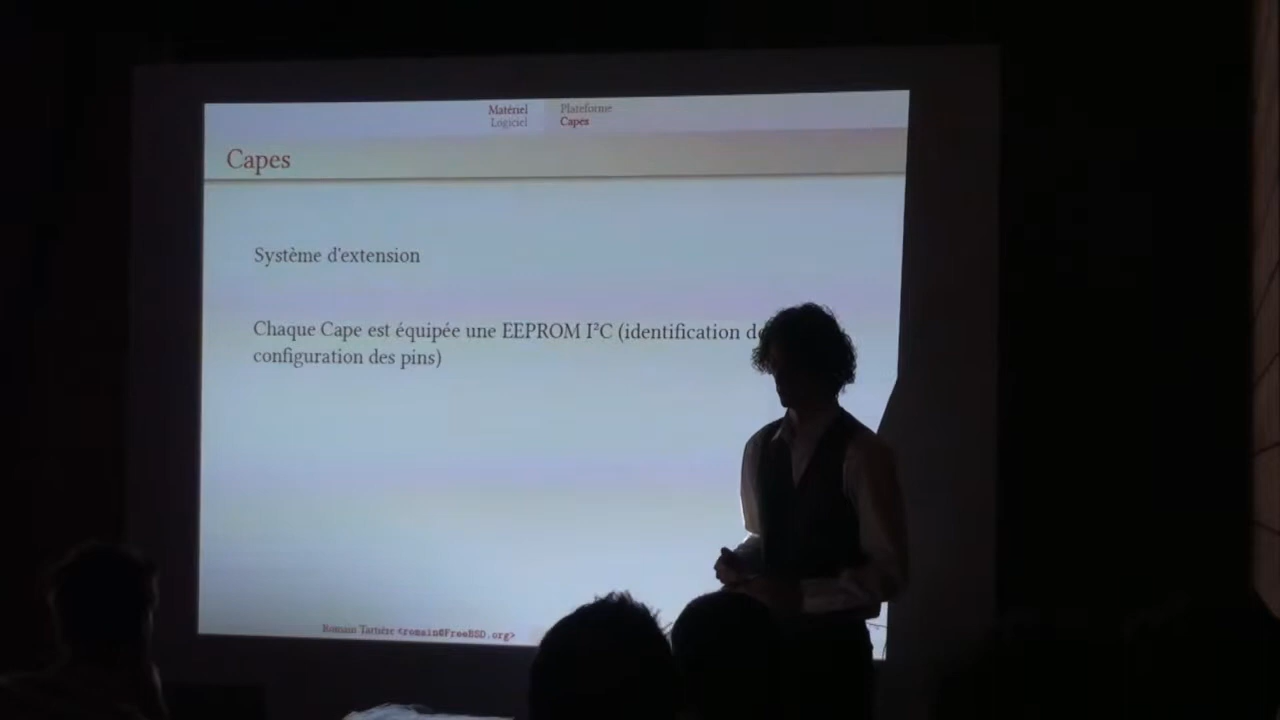 Matériel
Logiciel
Plateforme
Capes
Capes
Système d'extension
Chaque Cape est équipée une EEPROM I²C (identification
configuration des pins)
Romain Tartière <romain@FreeBSD.org>